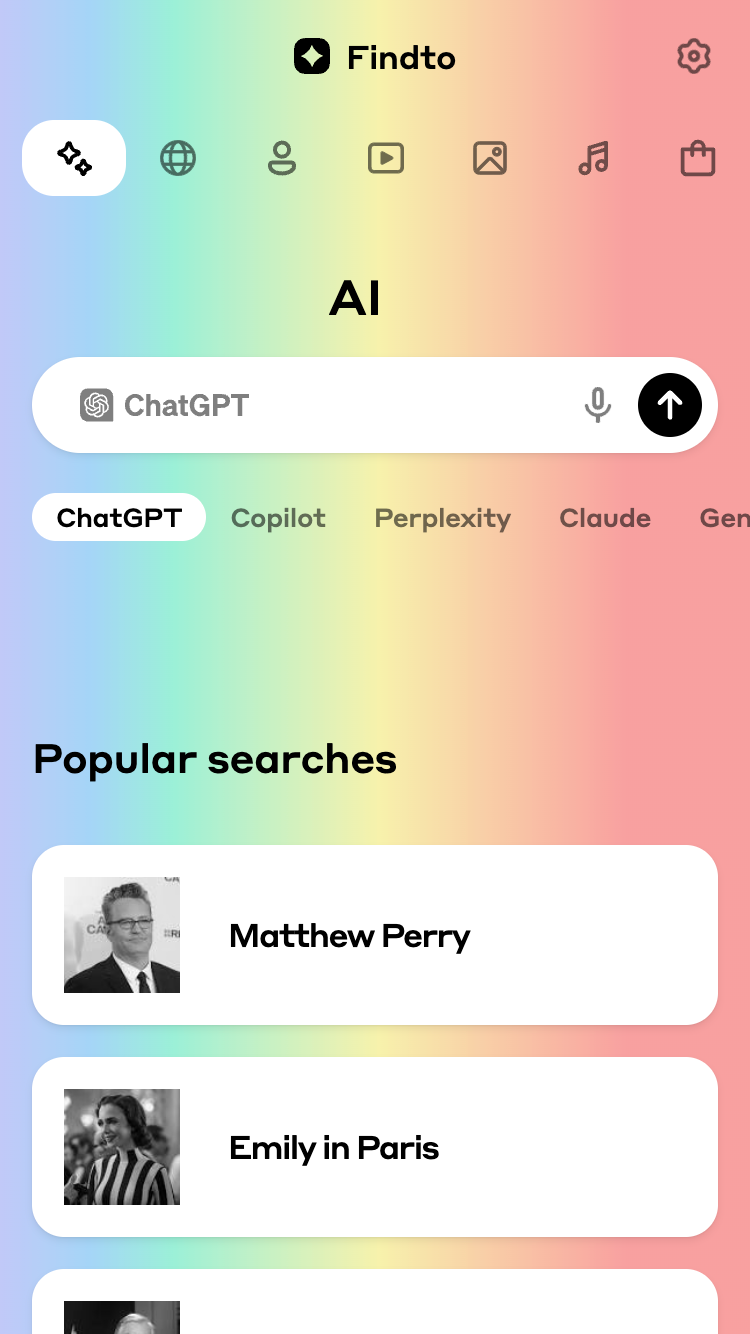 Findto
AI
ChatGPT
ChatGPT Copilot Perplexity Claude Gen
Popular searches
Matthew Perry
Emily in Paris